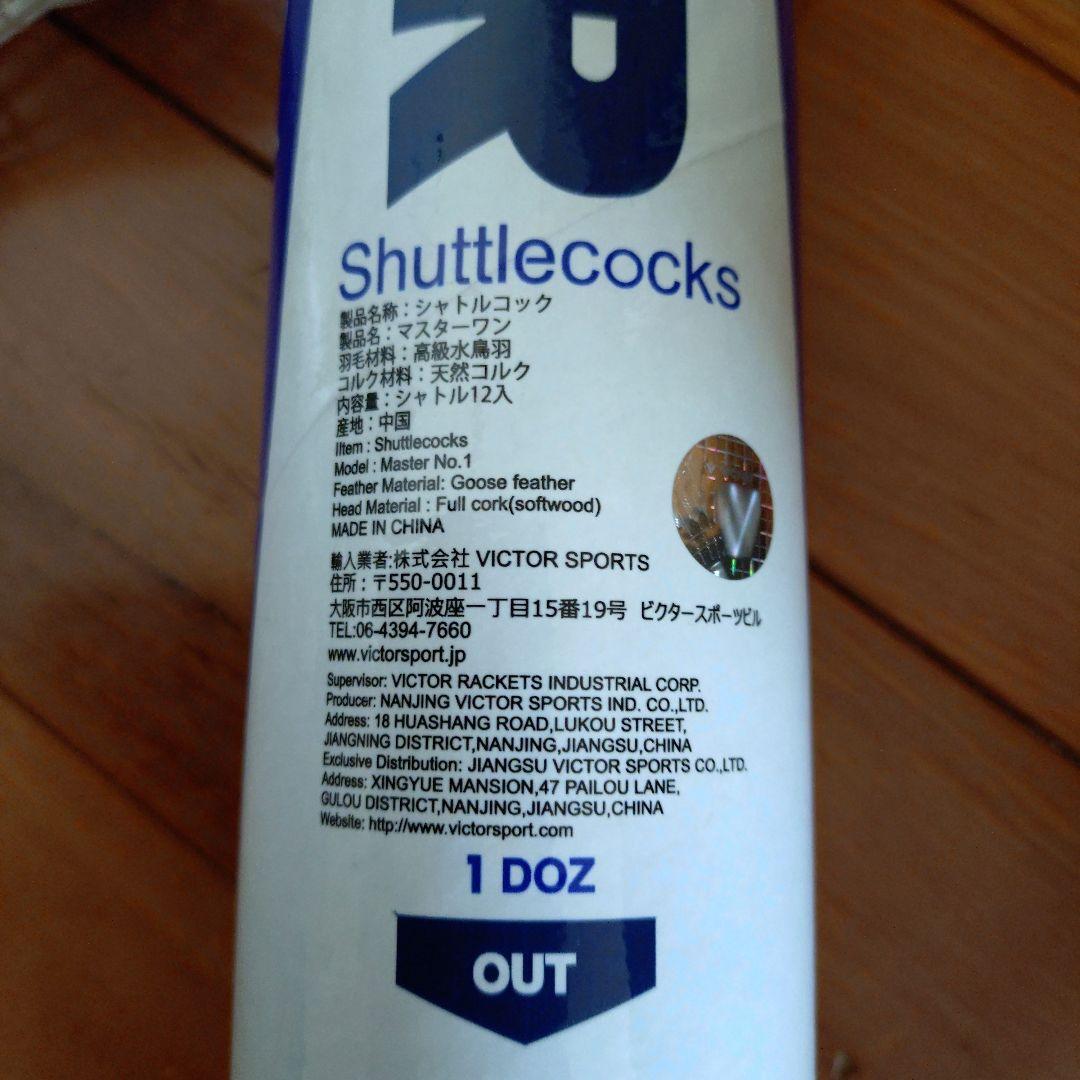 R
Shuttlecocks
製品名称：シャトルコック
製品名：マスターワン
羽毛材料：高級水鳥羽
コルク材料：天然コルク
内容量：シャトル12入
産地：中国
IItem : Shuttlecocks
Model : Master No.1
Feather Material: Goose feather
Head Material : Full cork(softwood)
MADE IN CHINA
輸入業者:株式会社 VICTOR SPORTS
住所：〒550-0011
大阪市西区阿波座一丁目15番19号 ビクタースポーツビル
TEL:06-4394-7660
www.victorsport.jp
Supervisor: VICTOR RACKETS INDUSTRIAL CORP.
Producer: NANJING VICTOR SPORTS IND. CO.,LTD.
Address: 18 HUASHANG ROAD,LUKOU STREET,
JIANGNING DISTRICT,NANJING,JIANGSU,CHINA
Exclusive Distribution: JIANGSU VICTOR SPORTS CO.,LTD.
Address: XINGYUE MANSION,47 PAILOU LANE,
GULOU DISTRICT,NANJING,JIANGSU,CHINA
Website: http://www.victorsport.com
1 DOZ
OUT